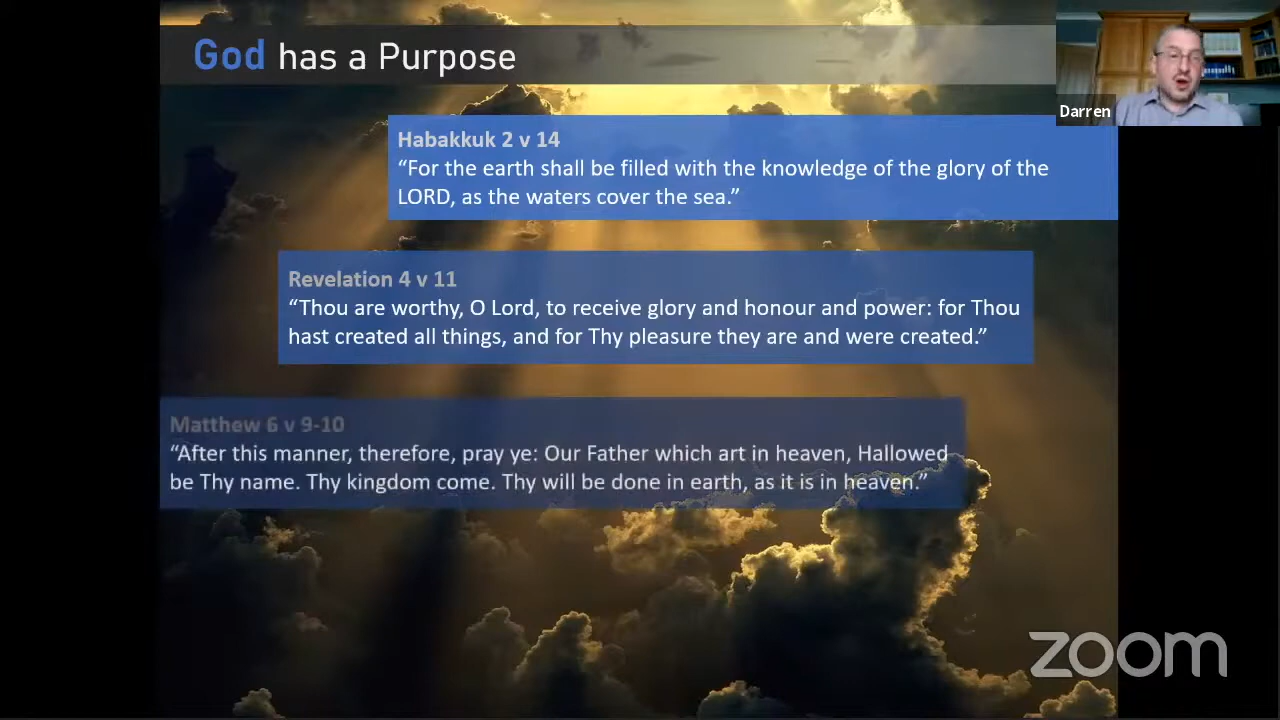 God has a Purpose
Darren
Habakkuk 2 v 14
“For the earth shall be filled with the knowledge of the glory of the
LORD, as the waters cover the sea.”
Revelation 4 v 11
“Thou are worthy, O Lord, to receive glory and honour and power: for Thou
hast created all things, and for Thy pleasure they are and were created.”
Matthew 6 v 9-10
“After this manner, therefore, pray ye: Our Father which art in heaven, Hallowed
be Thy name. Thy kingdom come. Thy will be done in earth, as it is in heaven.”
zoom